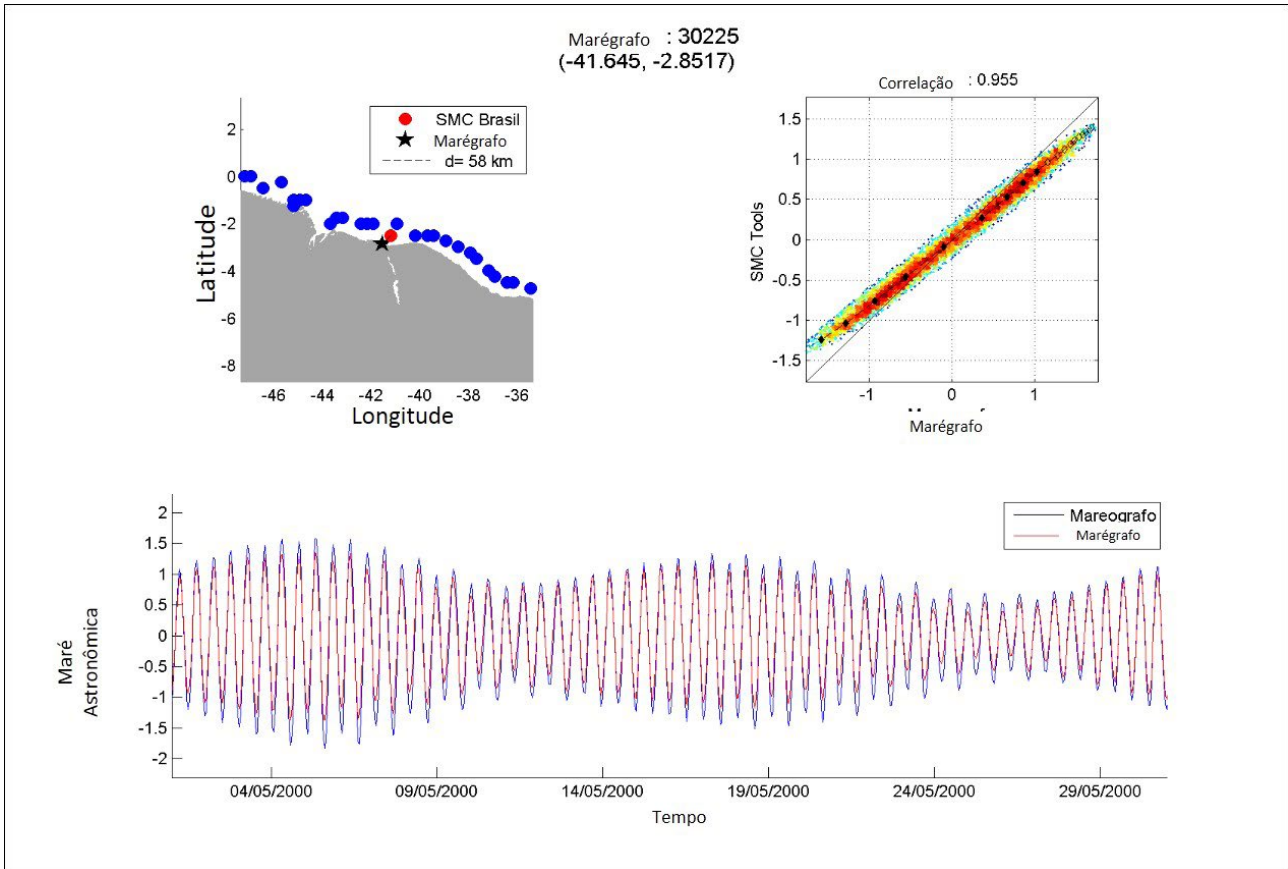 Marégrafo : 30225
(-41.645, -2.8517)
SMC Brasil
Marégrafo
d= 58 km
2
0
-2
-4
-6
-8
Latitude
-46 -44 -42 -40 -38 -36
Longitude
Correlação : 0.955
1.5
1
0.5
0
-0.5
-1
-1.5
SMC Tools
-1 0 1
Marégrafo
Mareografo
Marégrafo
2
1.5
1
0.5
0
-0.5
-1
-1.5
-2
Maré
Astronômica
04/05/2000 09/05/2000 14/05/2000 19/05/2000 24/05/2000 29/05/2000
Tempo